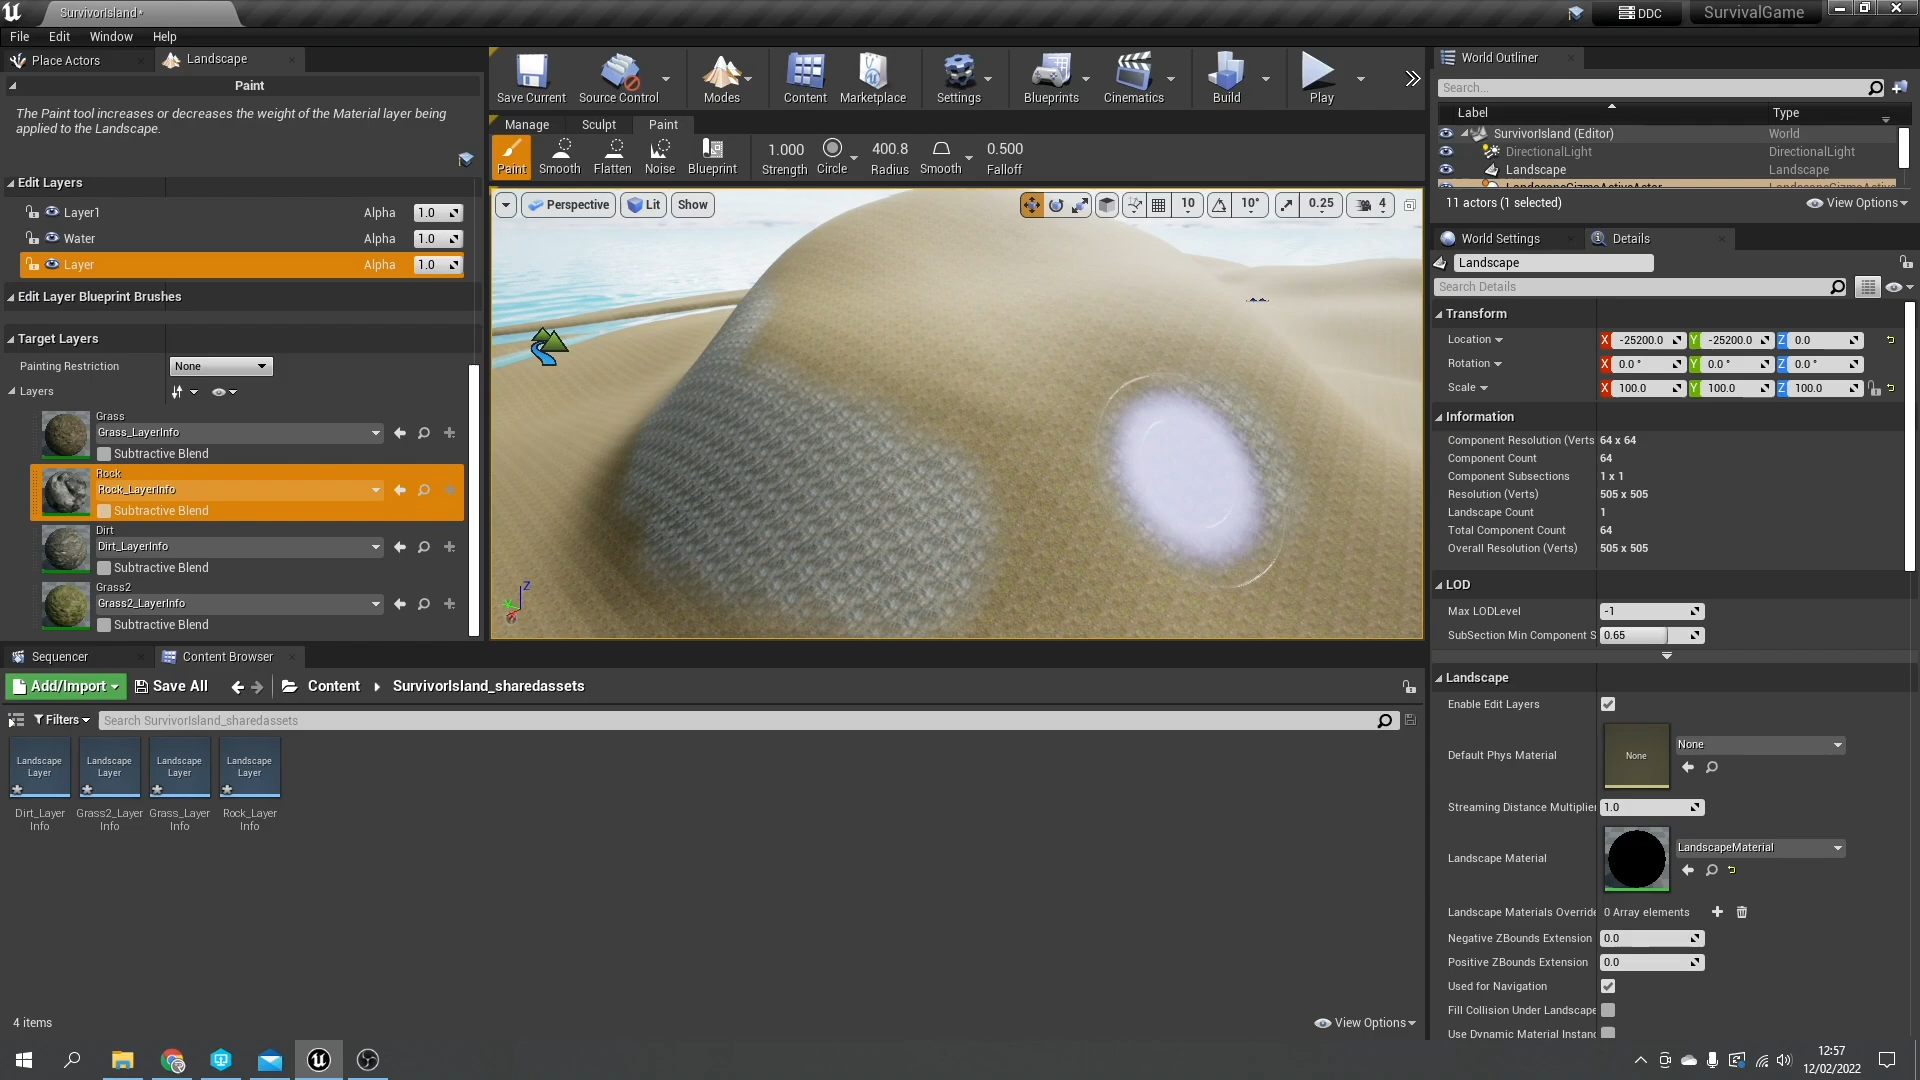 SurvivorIsland*
DDC
SurvivalGame
File Edit Window Help
Place Actors
Landscape
Paint
The Paint tool increases or decreases the weight of the Material layer being
applied to the Landscape.
Edit Layers
Layer1 Alpha 1.0
Water Alpha 1.0
Layer Alpha 1.0
Edit Layer Blueprint Brushes
Target Layers
Painting Restriction None
Layers
Grass
Grass_LayerInfo
Subtractive Blend
Rock
Rock_LayerInfo
Subtractive Blend
Dirt
Dirt_LayerInfo
Subtractive Blend
Grass2
Grass2_LayerInfo
Subtractive Blend
Save Current Source Control Modes Content Marketplace Settings Blueprints Cinematics Build Play
Manage Sculpt Paint
Paint Smooth Flatten Noise Blueprint
1.000 400.8 0.500
Strength Circle Radius Smooth Falloff
Perspective Lit Show
10 10° 0.25 4
Z
World Outliner
Search...
Label Type
SurvivorIsland (Editor) World
DirectionalLight DirectionalLight
Landscape Landscape
LandscapeGizmoActiveActor LandscapeGizmoActive
11 actors (1 selected) View Options
World Settings Details
Landscape
Search Details
Transform
Location X -25200.0 Y -25200.0 Z 0.0
Rotation X 0.0 ° Y 0.0 ° Z 0.0 °
Scale X 100.0 Y 100.0 Z 100.0
Information
Component Resolution (Verts 64 x 64
Component Count 64
Component Subsections 1 x 1
Resolution (Verts) 505 x 505
Landscape Count 1
Total Component Count 64
Overall Resolution (Verts) 505 x 505
LOD
Max LODLevel -1
SubSection Min Component S 0.65
Landscape
Enable Edit Layers
Default Phys Material None None
Streaming Distance Multiplier 1.0
Landscape Material LandscapeMaterial
Landscape Materials Override 0 Array elements
Negative ZBounds Extension 0.0
Positive ZBounds Extension 0.0
Used for Navigation
Fill Collision Under Landscape
Use Dynamic Material Instanc
Sequencer Content Browser
Add/Import Save All Content SurvivorIsland_sharedassets
Filters Search SurvivorIsland_sharedassets
Landscape Layer
Landscape Layer
Landscape Layer
Landscape Layer
Dirt_Layer Info
Grass2_Layer Info
Grass_Layer Info
Rock_Layer Info
4 items
View Options
12:57
12/02/2022